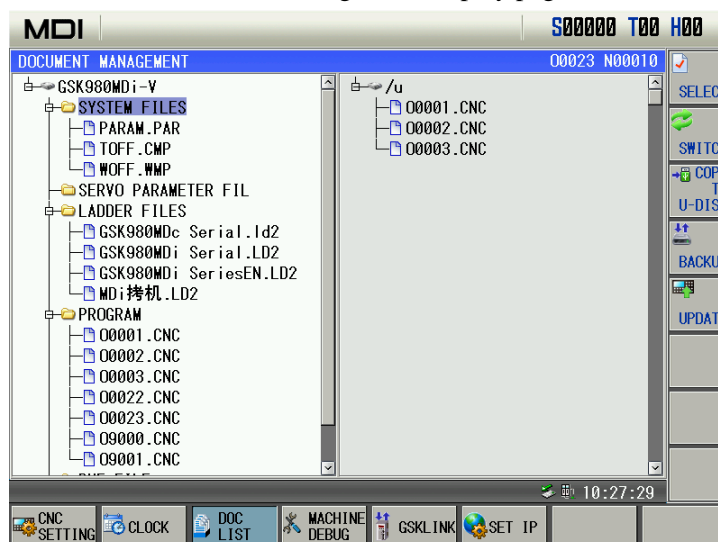 MDI S00000 T00 H00
DOCUMENT MANAGEMENT O0023 N00010
GSK980MDi-V
SYSTEM FILES
PARAM.PAR
TOFF.CMP
WOFF.WMP
SERVO PARAMETER FIL
LADDER FILES
GSK980MDc Serial.ld2
GSK980MDi Serial.LD2
GSK980MDi SeriesEN.LD2
MDi拷机.LD2
PROGRAM
O0001.CNC
O0002.CNC
O0003.CNC
O0022.CNC
O0023.CNC
O9000.CNC
O9001.CNC
/u
O0001.CNC
O0002.CNC
O0003.CNC
SELEC
SWITC
COP
T
U-DIS
BACKU
UPDAT
10:27:29
CNC SETTING
CLOCK
DOC LIST
MACHINE DEBUG
GSKLINK
SET IP